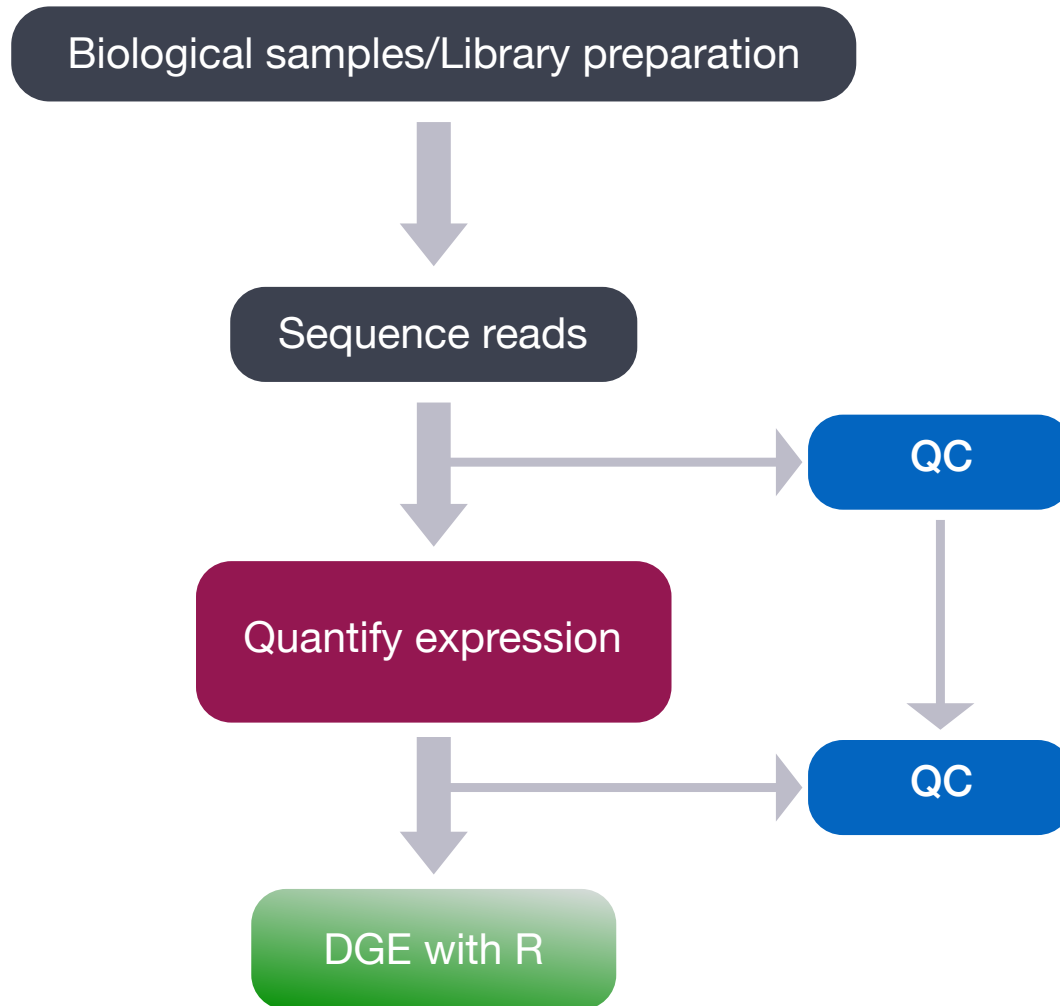 Biological samples/Library preparation
Sequence reads
QC
Quantify expression
QC
DGE with R